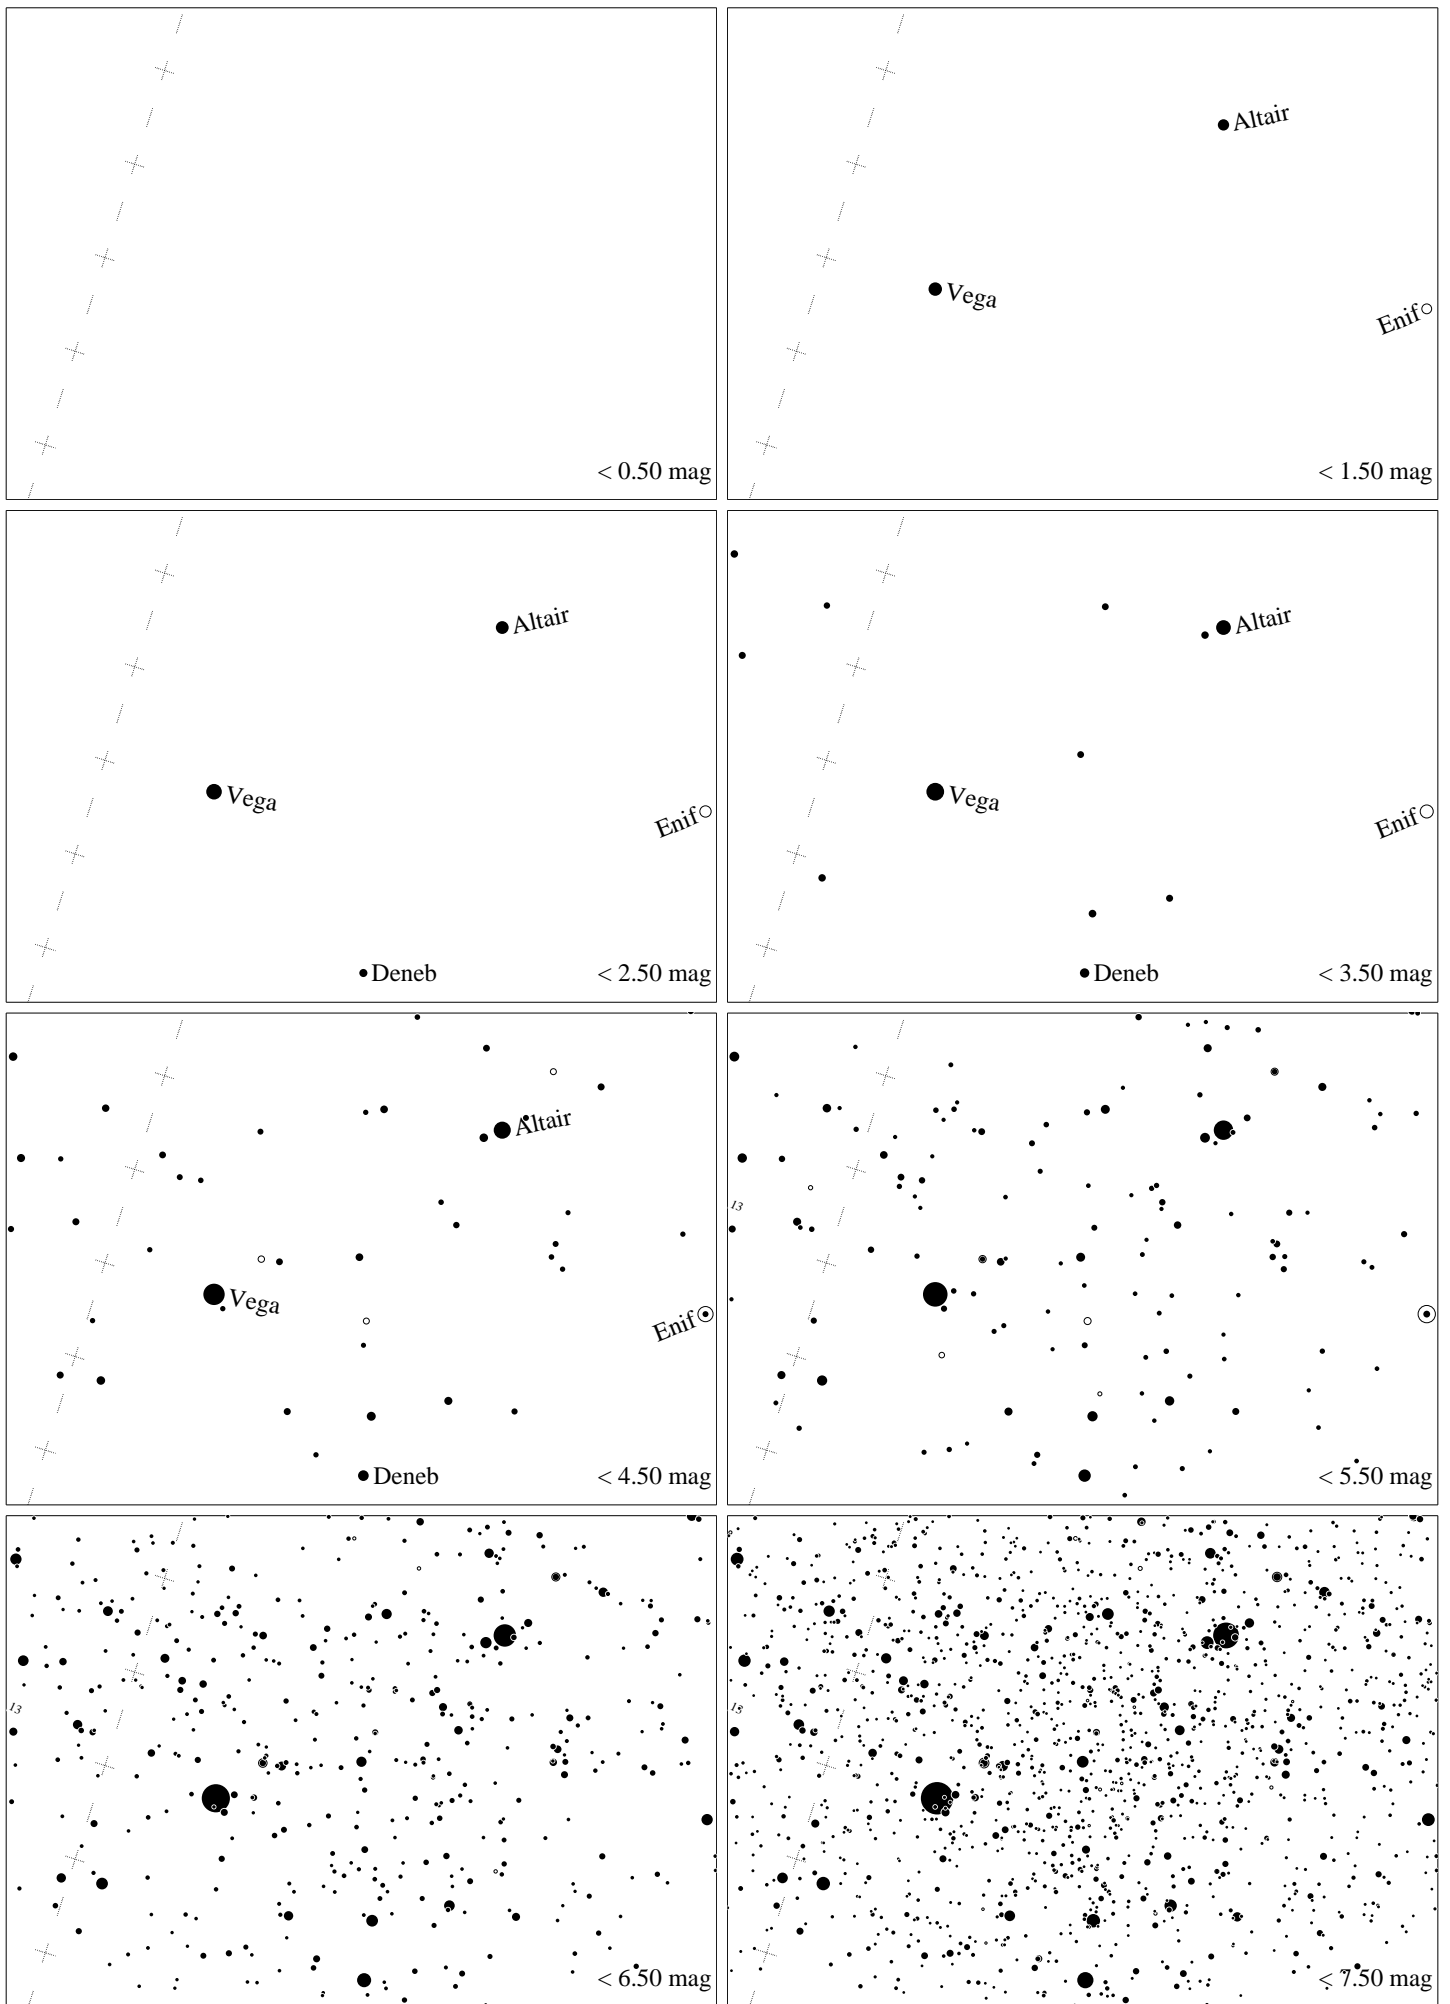 < 0.50 mag
Altair
Vega
Enif
< 1.50 mag
Altair
Vega
Enif
Deneb
< 2.50 mag
Altair
Vega
Enif
Deneb
< 3.50 mag
Altair
Vega
Enif
Deneb
< 4.50 mag
13
< 5.50 mag
13
< 6.50 mag
13
< 7.50 mag